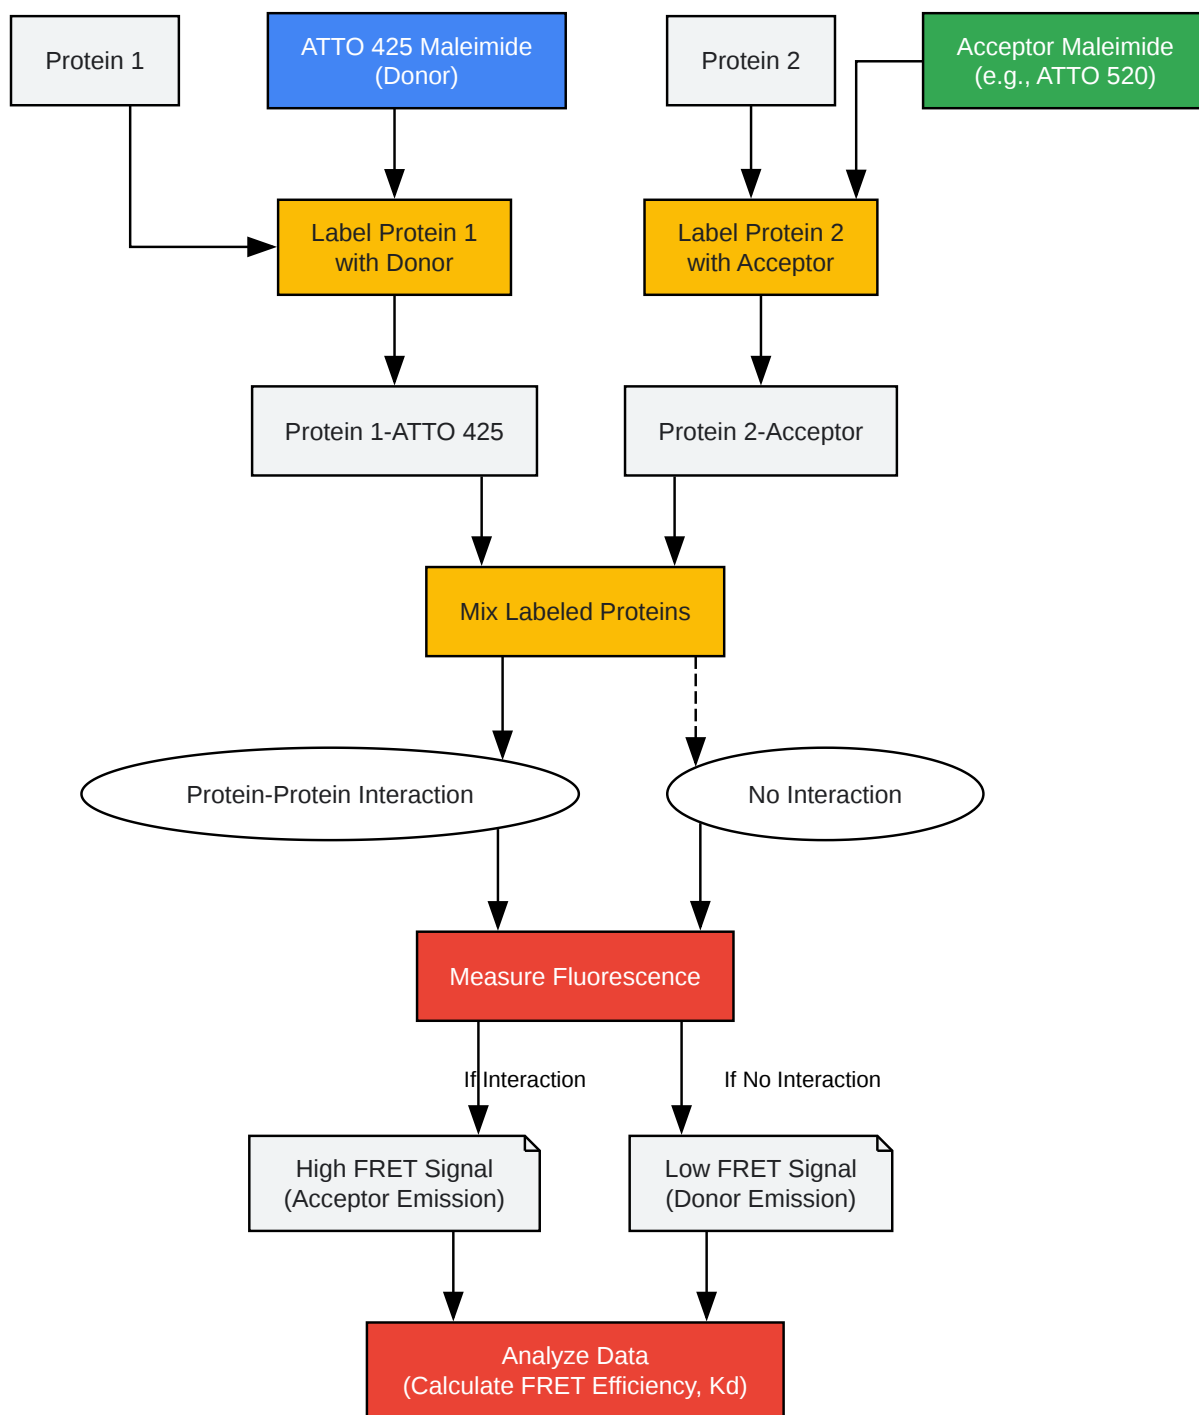 Protein 1
ATTO 425 Maleimide
(Donor)
Protein 2
Acceptor Maleimide
(e.g., ATTO 520)
Label Protein 1
with Donor
Label Protein 2
with Acceptor
Protein 1-ATTO 425
Protein 2-Acceptor
Mix Labeled Proteins
Protein-Protein Interaction
No Interaction
Measure Fluorescence
If Interaction
If No Interaction
High FRET Signal
(Acceptor Emission)
Low FRET Signal
(Donor Emission)
Analyze Data
(Calculate FRET Efficiency, Kd)